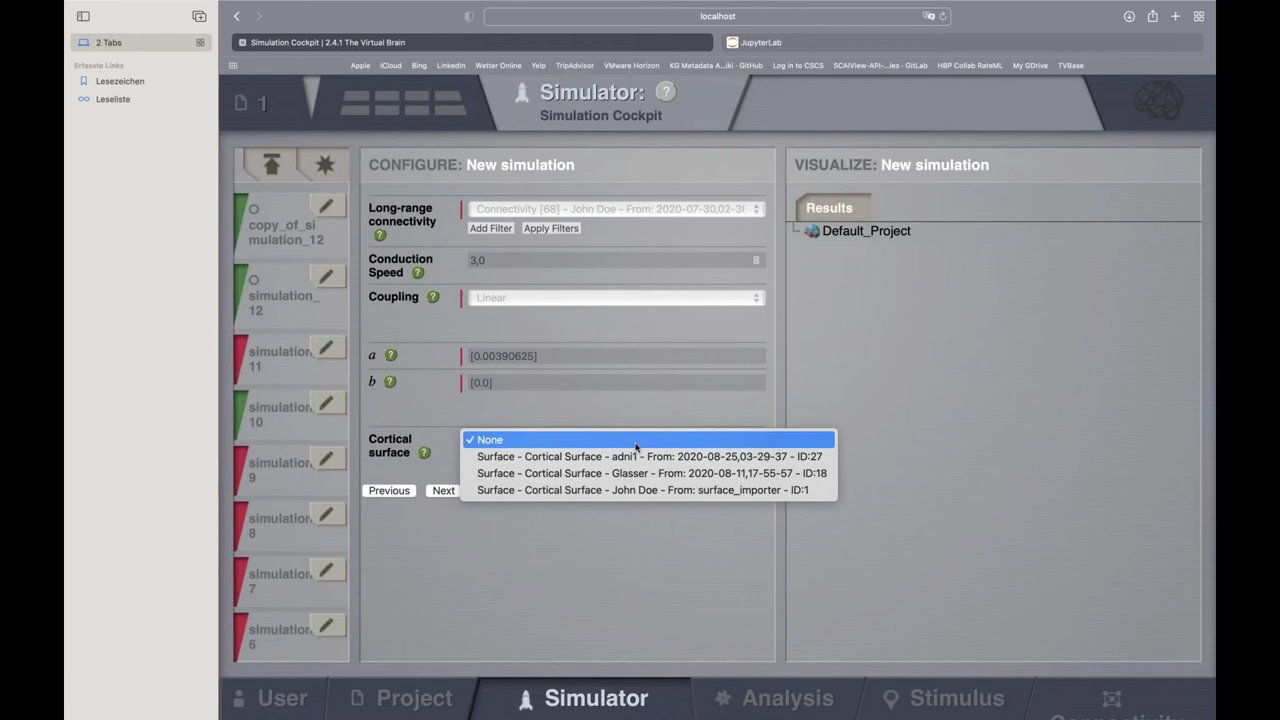 localhost
2 Tabs
Simulation Cockpit | 2.4.1 The Virtual Brain
JupyterLab
Erfasste Links
Apple iCloud Bing LinkedIn Wetter Online Yelp TripAdvisor VMware Horizon KG Metadata A...ki · GitHub Log in to CSCS SCAIView-API-...ies · GitLab HBP Collab RateML My GDrive TVBase
Lesezeichen
Leseliste
1
Simulator: ?
Simulation Cockpit
CONFIGURE: New simulation
VISUALIZE: New simulation
copy_of_si
mulation_12
simulation_
12
simulation
11
simulation
10
simulation
9
simulation
8
simulation
7
simulation
6
Long-range
connectivity
?
Connectivity [68] - John Doe - From: 2020-07-30,02-3
Add Filter Apply Filters
Conduction
Speed ?
3,0
Coupling ?
Linear
a ? [0.00390625]
b ? [0.0]
Cortical
surface ?
✓ None
Surface - Cortical Surface - adni1 - From: 2020-08-25,03-29-37 - ID:27
Surface - Cortical Surface - Glasser - From: 2020-08-11,17-55-57 - ID:18
Surface - Cortical Surface - John Doe - From: surface_importer - ID:1
Previous Next
Results
Default_Project
User Project Simulator Analysis Stimulus